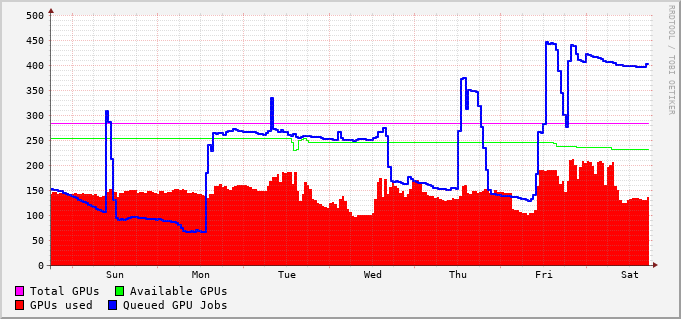 500
450
400
350
300
250
200
150
100
50
0
Sun Mon Tue Wed Thu Fri Sat
Total GPUs Available GPUs
GPUs used Queued GPU Jobs
RRDTOOL / TOBI OETIKER